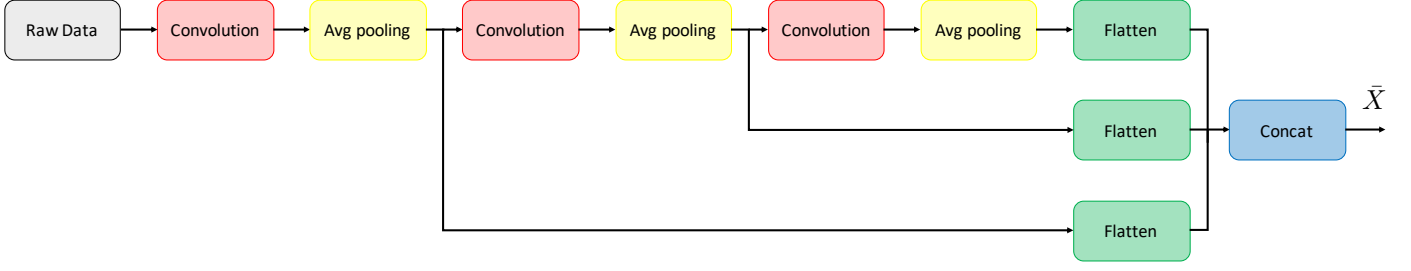 Raw Data
Convolution
Avg pooling
Convolution
Avg pooling
Convolution
Avg pooling
Flatten
Flatten
Concat
X̄
Flatten